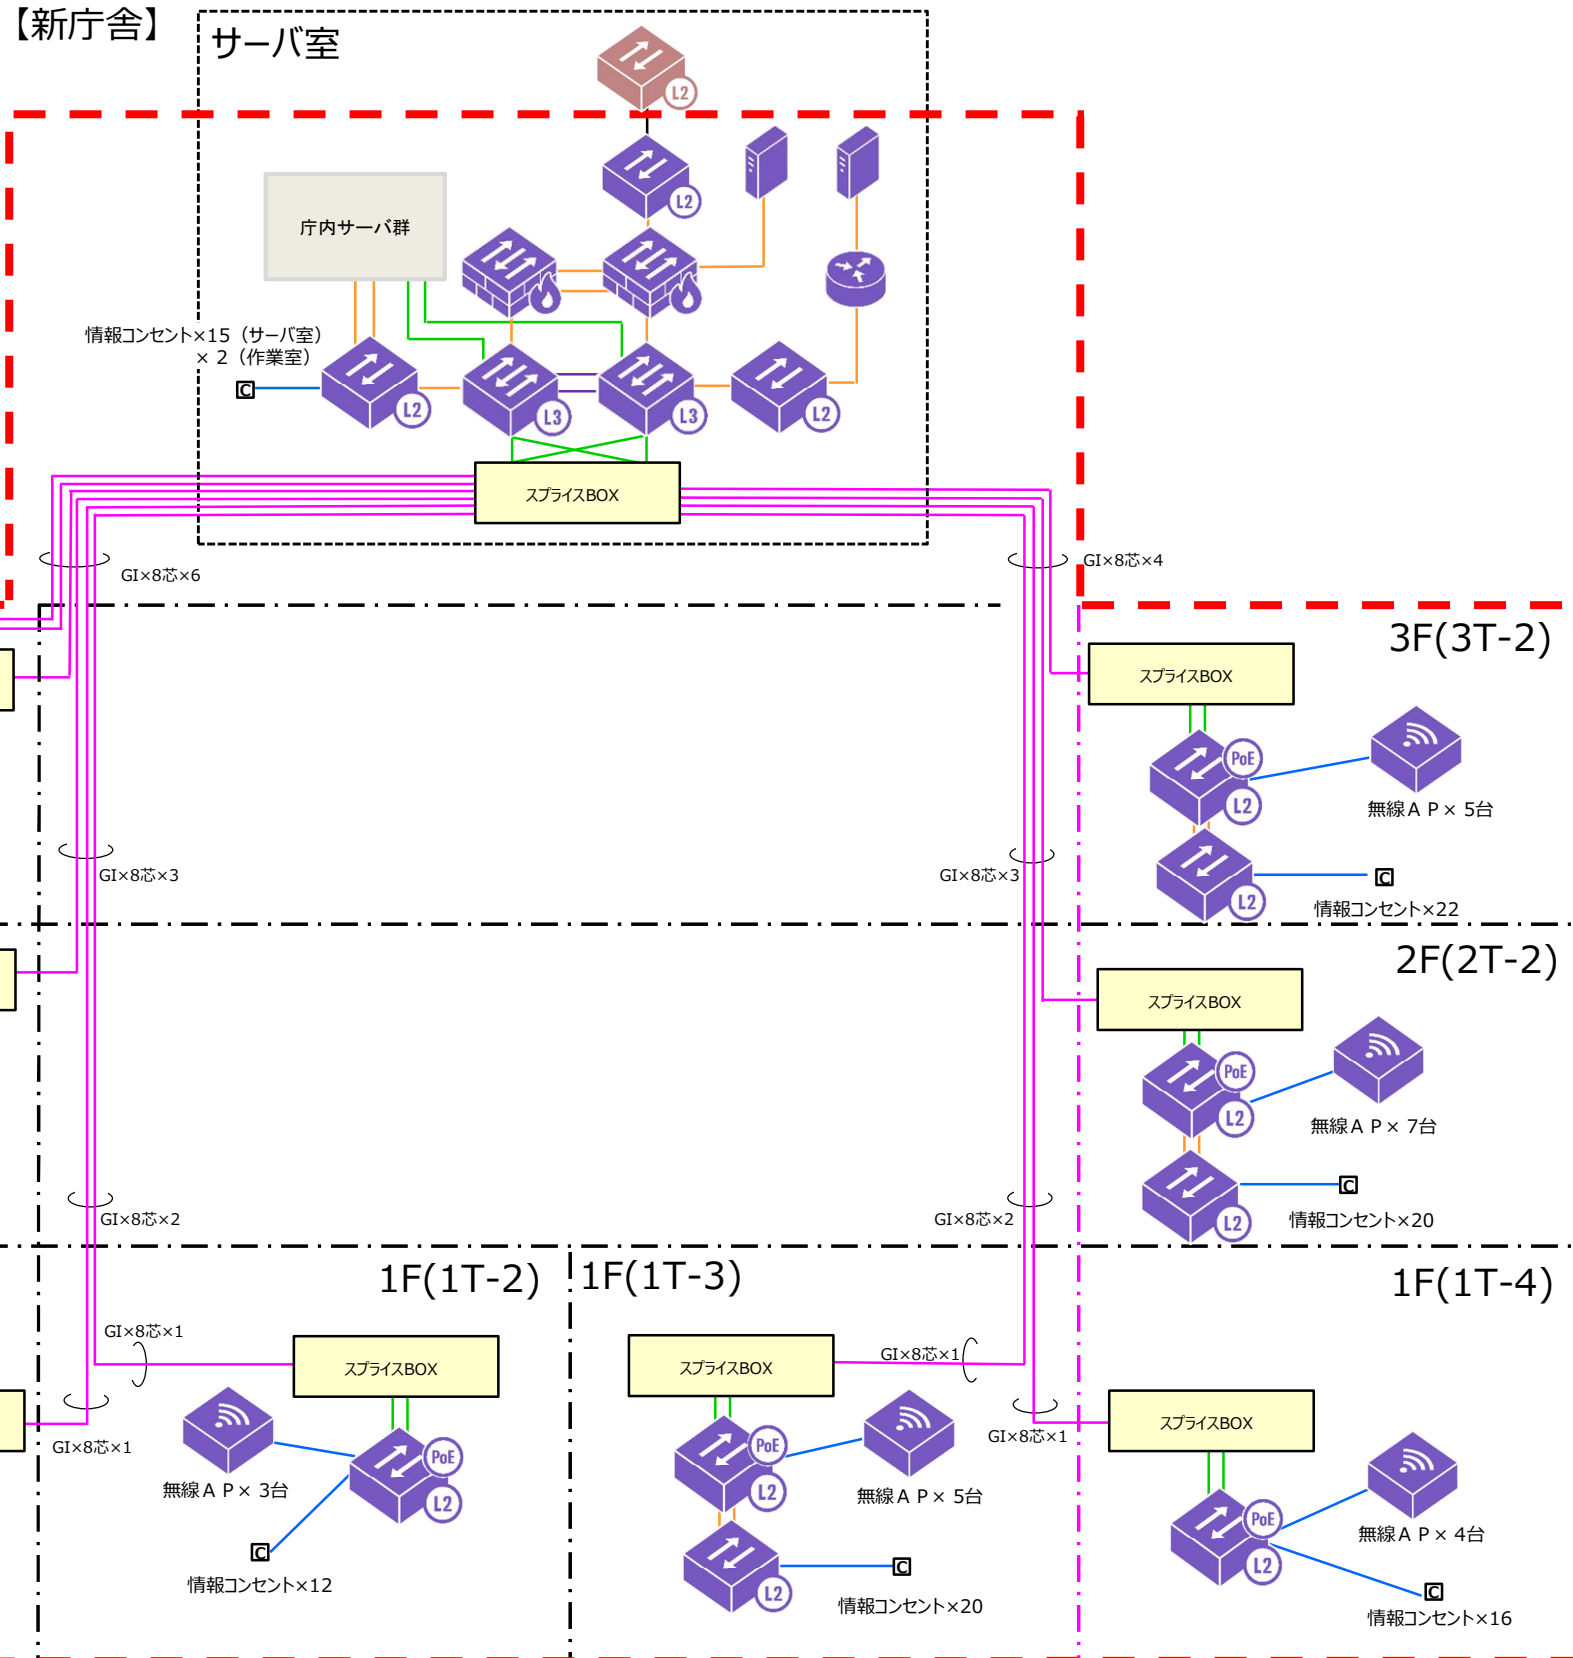 【新庁舎】
サーバ室
L2
L2
庁内サーバ群
情報コンセント×15（サーバ室）
× 2（作業室）
C
L2
L3
L3
L2
スプライスBOX
GI×8芯×6
GI×8芯×4
3F(3T-2)
スプライスBOX
PoE
L2
無線ＡＰ× 5台
GI×8芯×3
GI×8芯×3
C
L2
情報コンセント×22
2F(2T-2)
スプライスBOX
PoE
L2
無線ＡＰ× 7台
C
GI×8芯×2
GI×8芯×2
L2
情報コンセント×20
1F(1T-2)
1F(1T-3)
1F(1T-4)
GI×8芯×1
スプライスBOX
スプライスBOX
GI×8芯×1
スプライスBOX
GI×8芯×1
GI×8芯×1
PoE
L2
無線ＡＰ× 3台
C
情報コンセント×12
PoE
L2
無線ＡＰ× 5台
L2
C
情報コンセント×20
PoE
L2
無線ＡＰ× 4台
C
情報コンセント×16